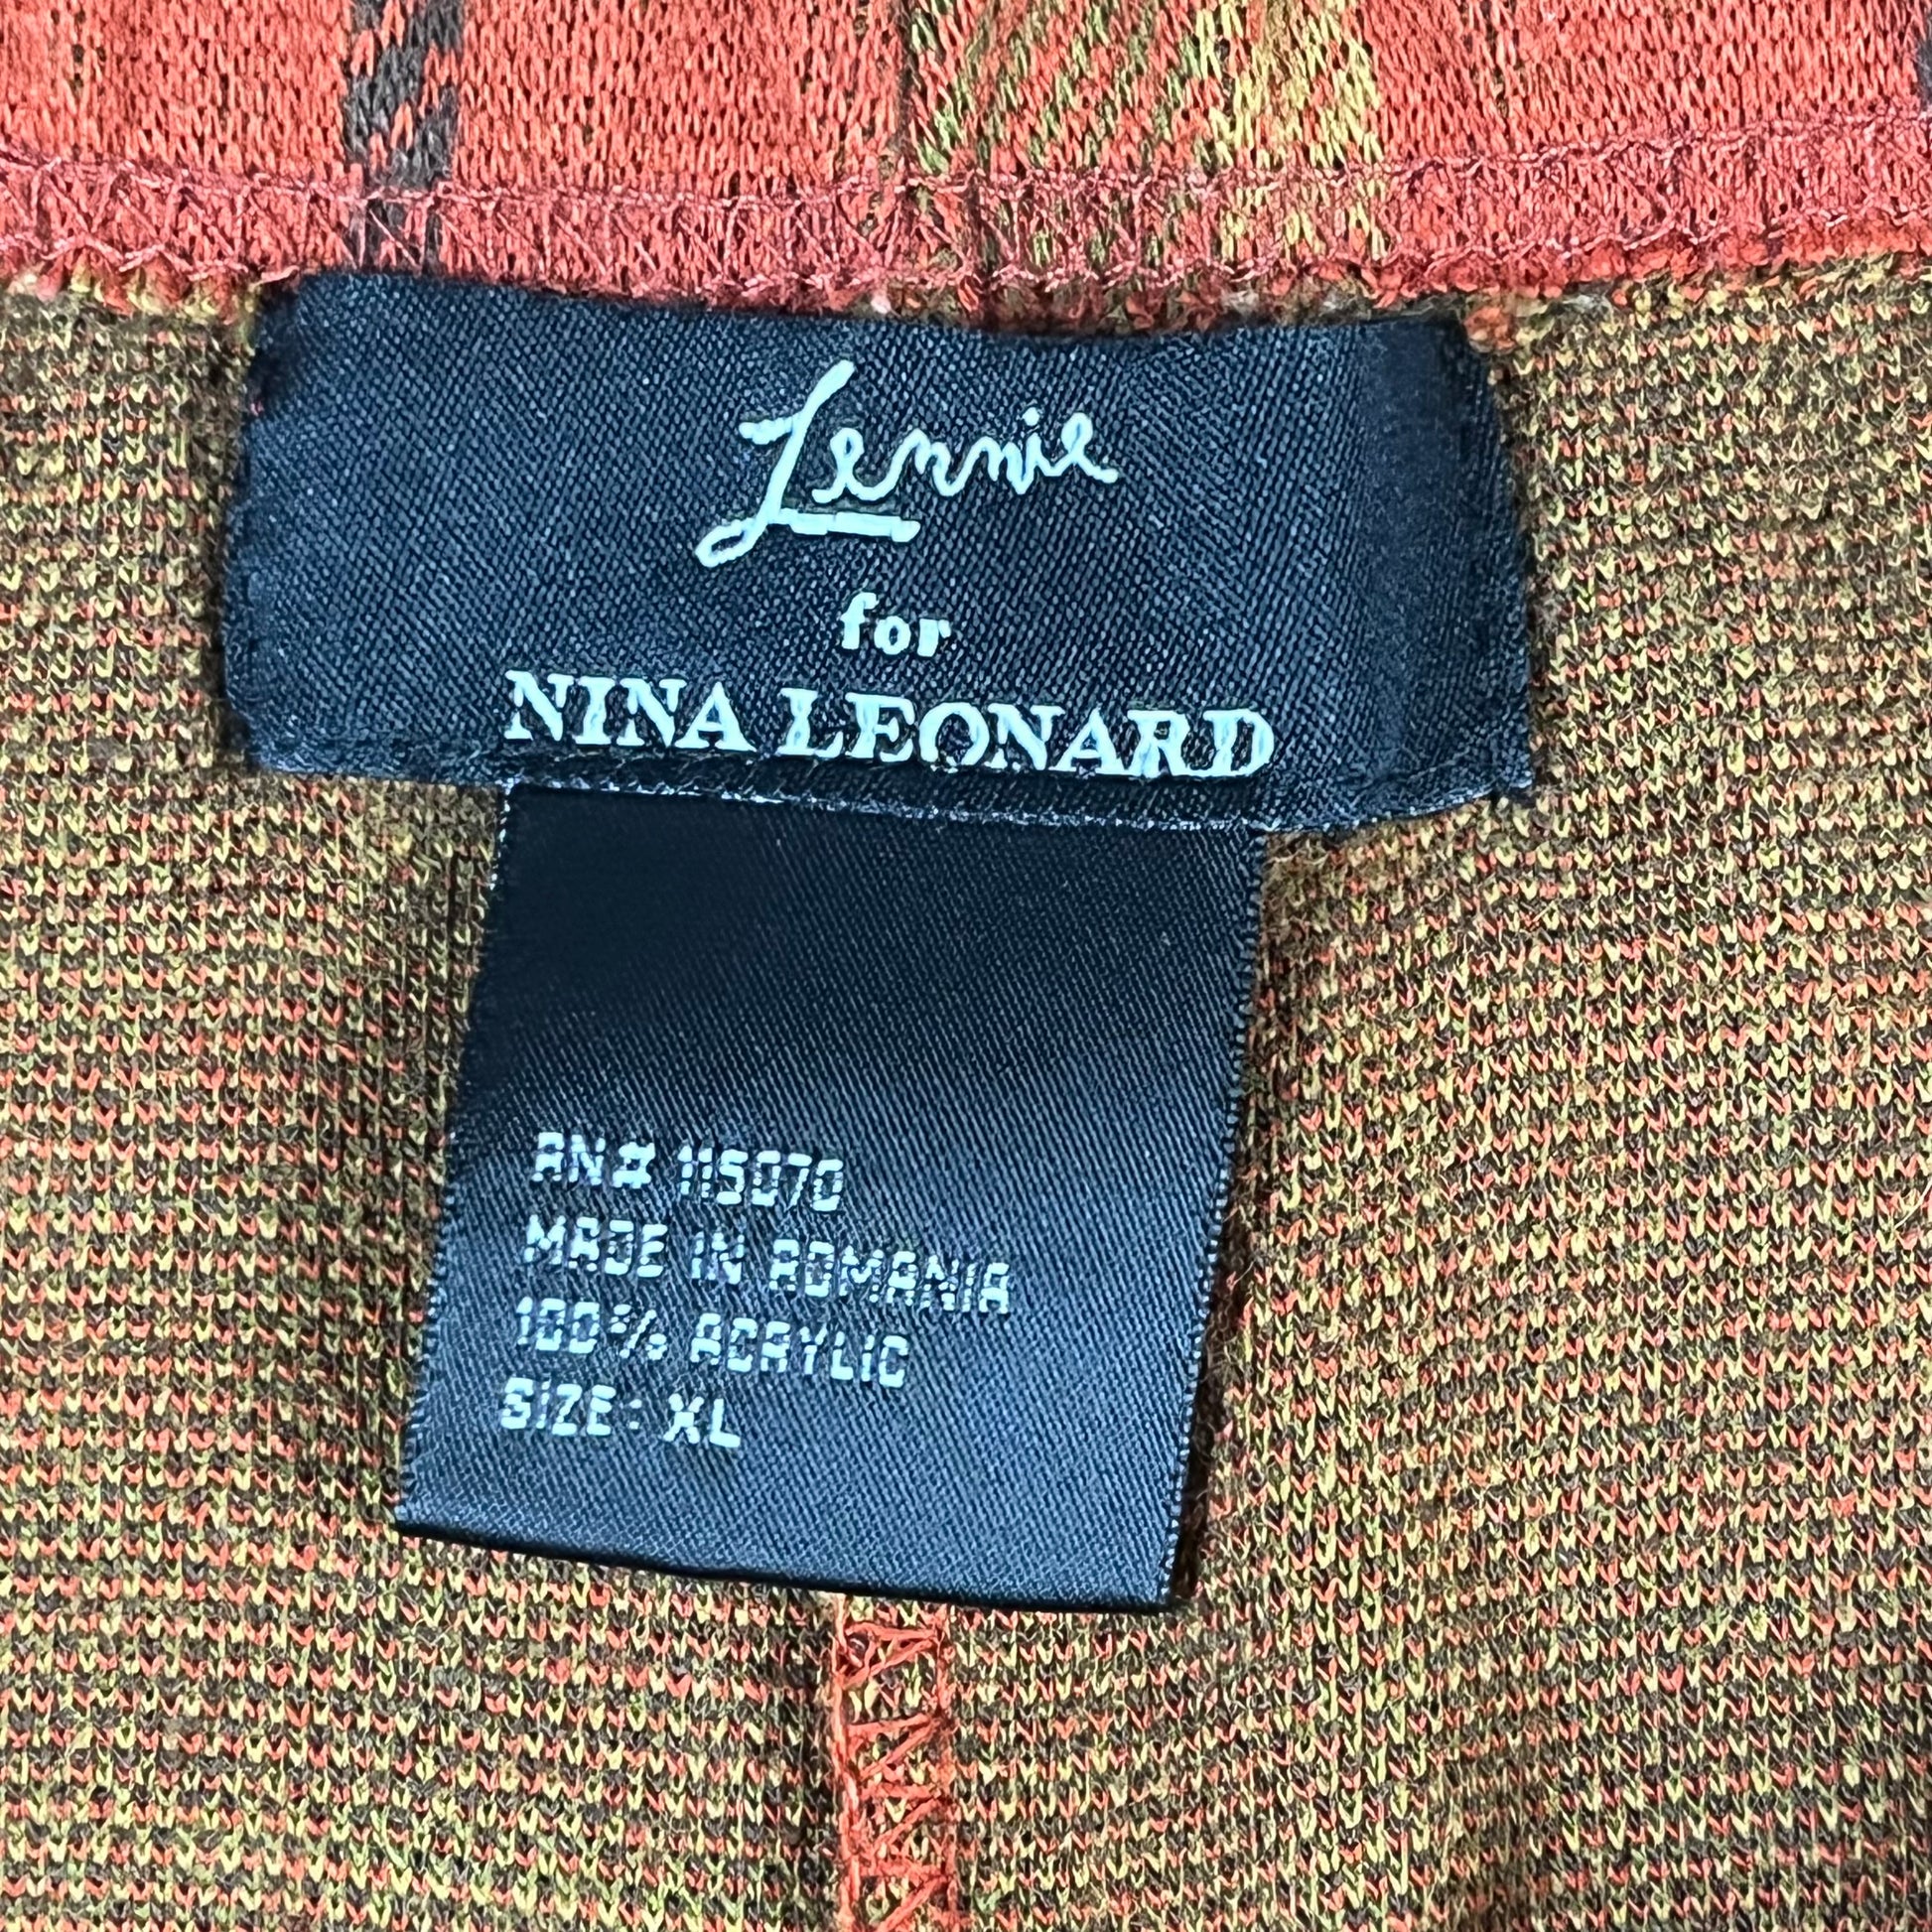 Lennie
for
NINA LEONARD
RN# 115070
MADE IN ROMANIA
100% ACRYLIC
SIZE: XL